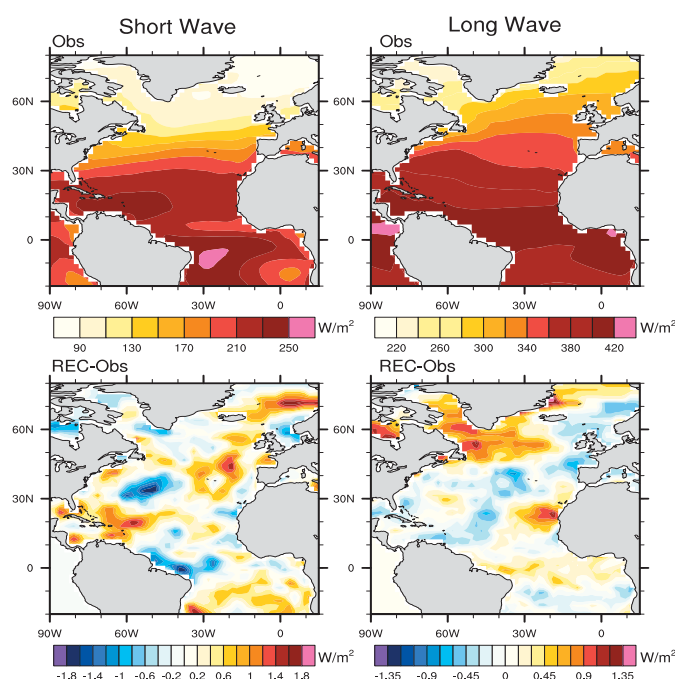 Short Wave
Long Wave
Obs
Obs
60N
60N
30N
30N
0
0
90W 60W 30W 0
90W 60W 30W 0
90 130 170 210 250 W/m²
220 260 300 340 380 420 W/m²
REC-Obs
REC-Obs
60N
60N
30N
30N
0
0
90W 60W 30W 0
90W 60W 30W 0
-1.8 -1.4 -1 -0.6 -0.2 0.2 0.6 1 1.4 1.8 W/m²
-1.35 -0.9 -0.45 0 0.45 0.9 1.35 W/m²